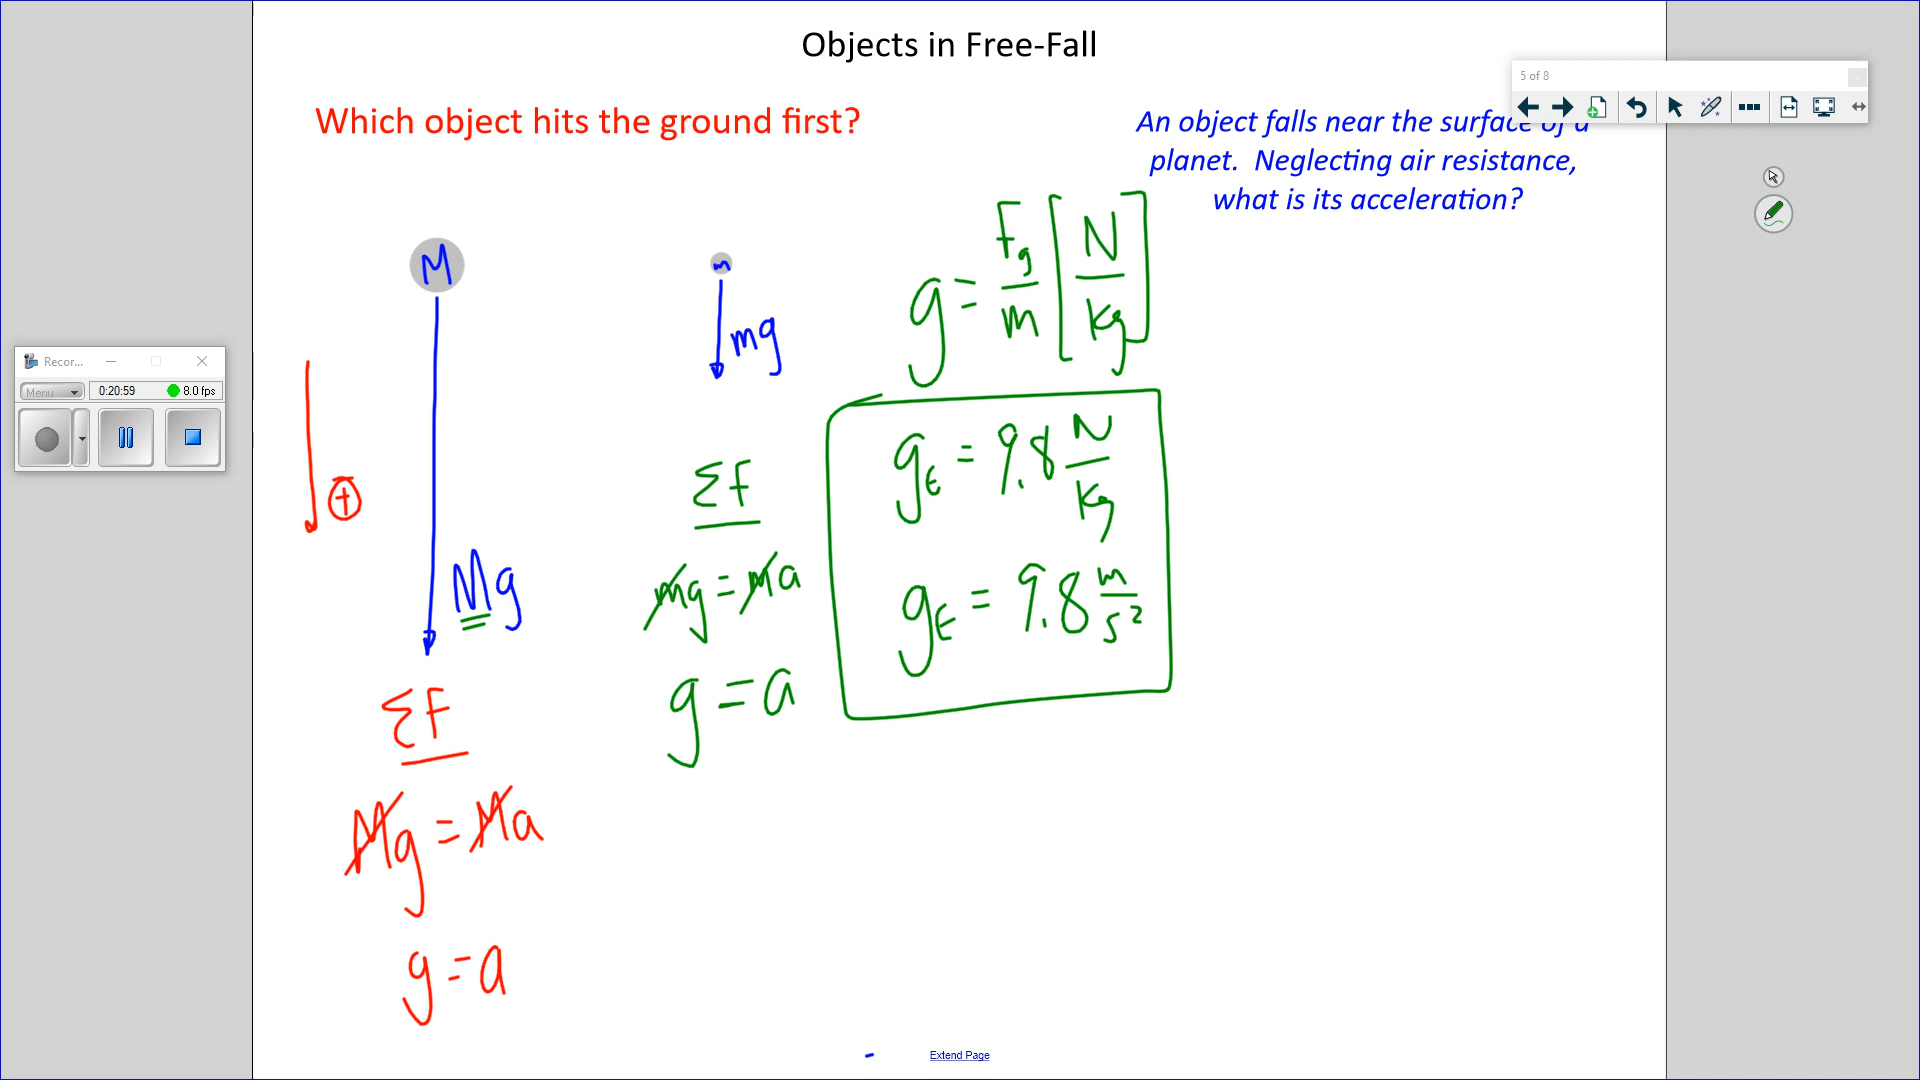 Objects in Free-Fall
5 of 8
Which object hits the ground first?
An object falls near the surface of a
planet. Neglecting air resistance,
what is its acceleration?
M
m
mg
g = Fg/m [N/kg]
Recor...
Menu
0:20:59
8.0 fps
+
Mg
ΣF
mg = ma
g = a
gE = 9.8 N/kg
gE = 9.8 m/s²
ΣF
Mg = Ma
g = a
Extend Page